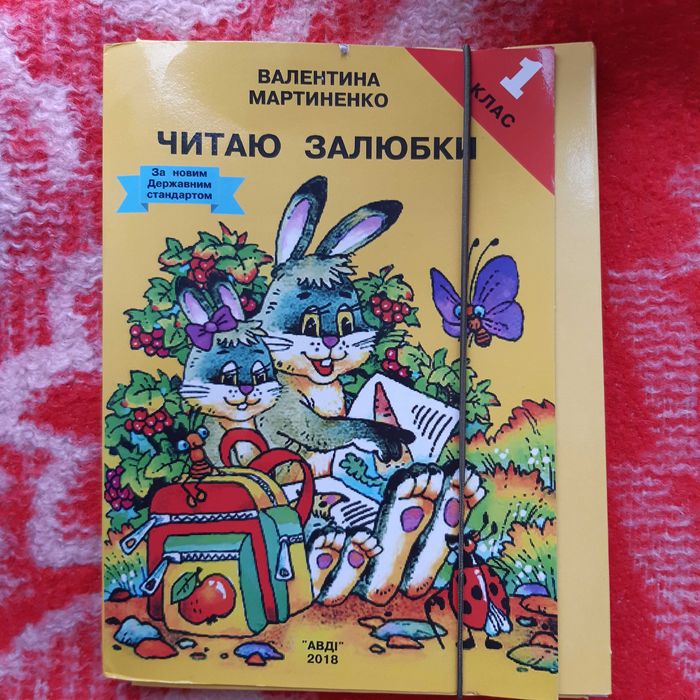 ВАЛЕНТИНА
МАРТИНЕНКО
1
КЛАС
ЧИТАЮ ЗАЛЮБКИ
За новим
Державним
стандартом
"АВДІ"
2018